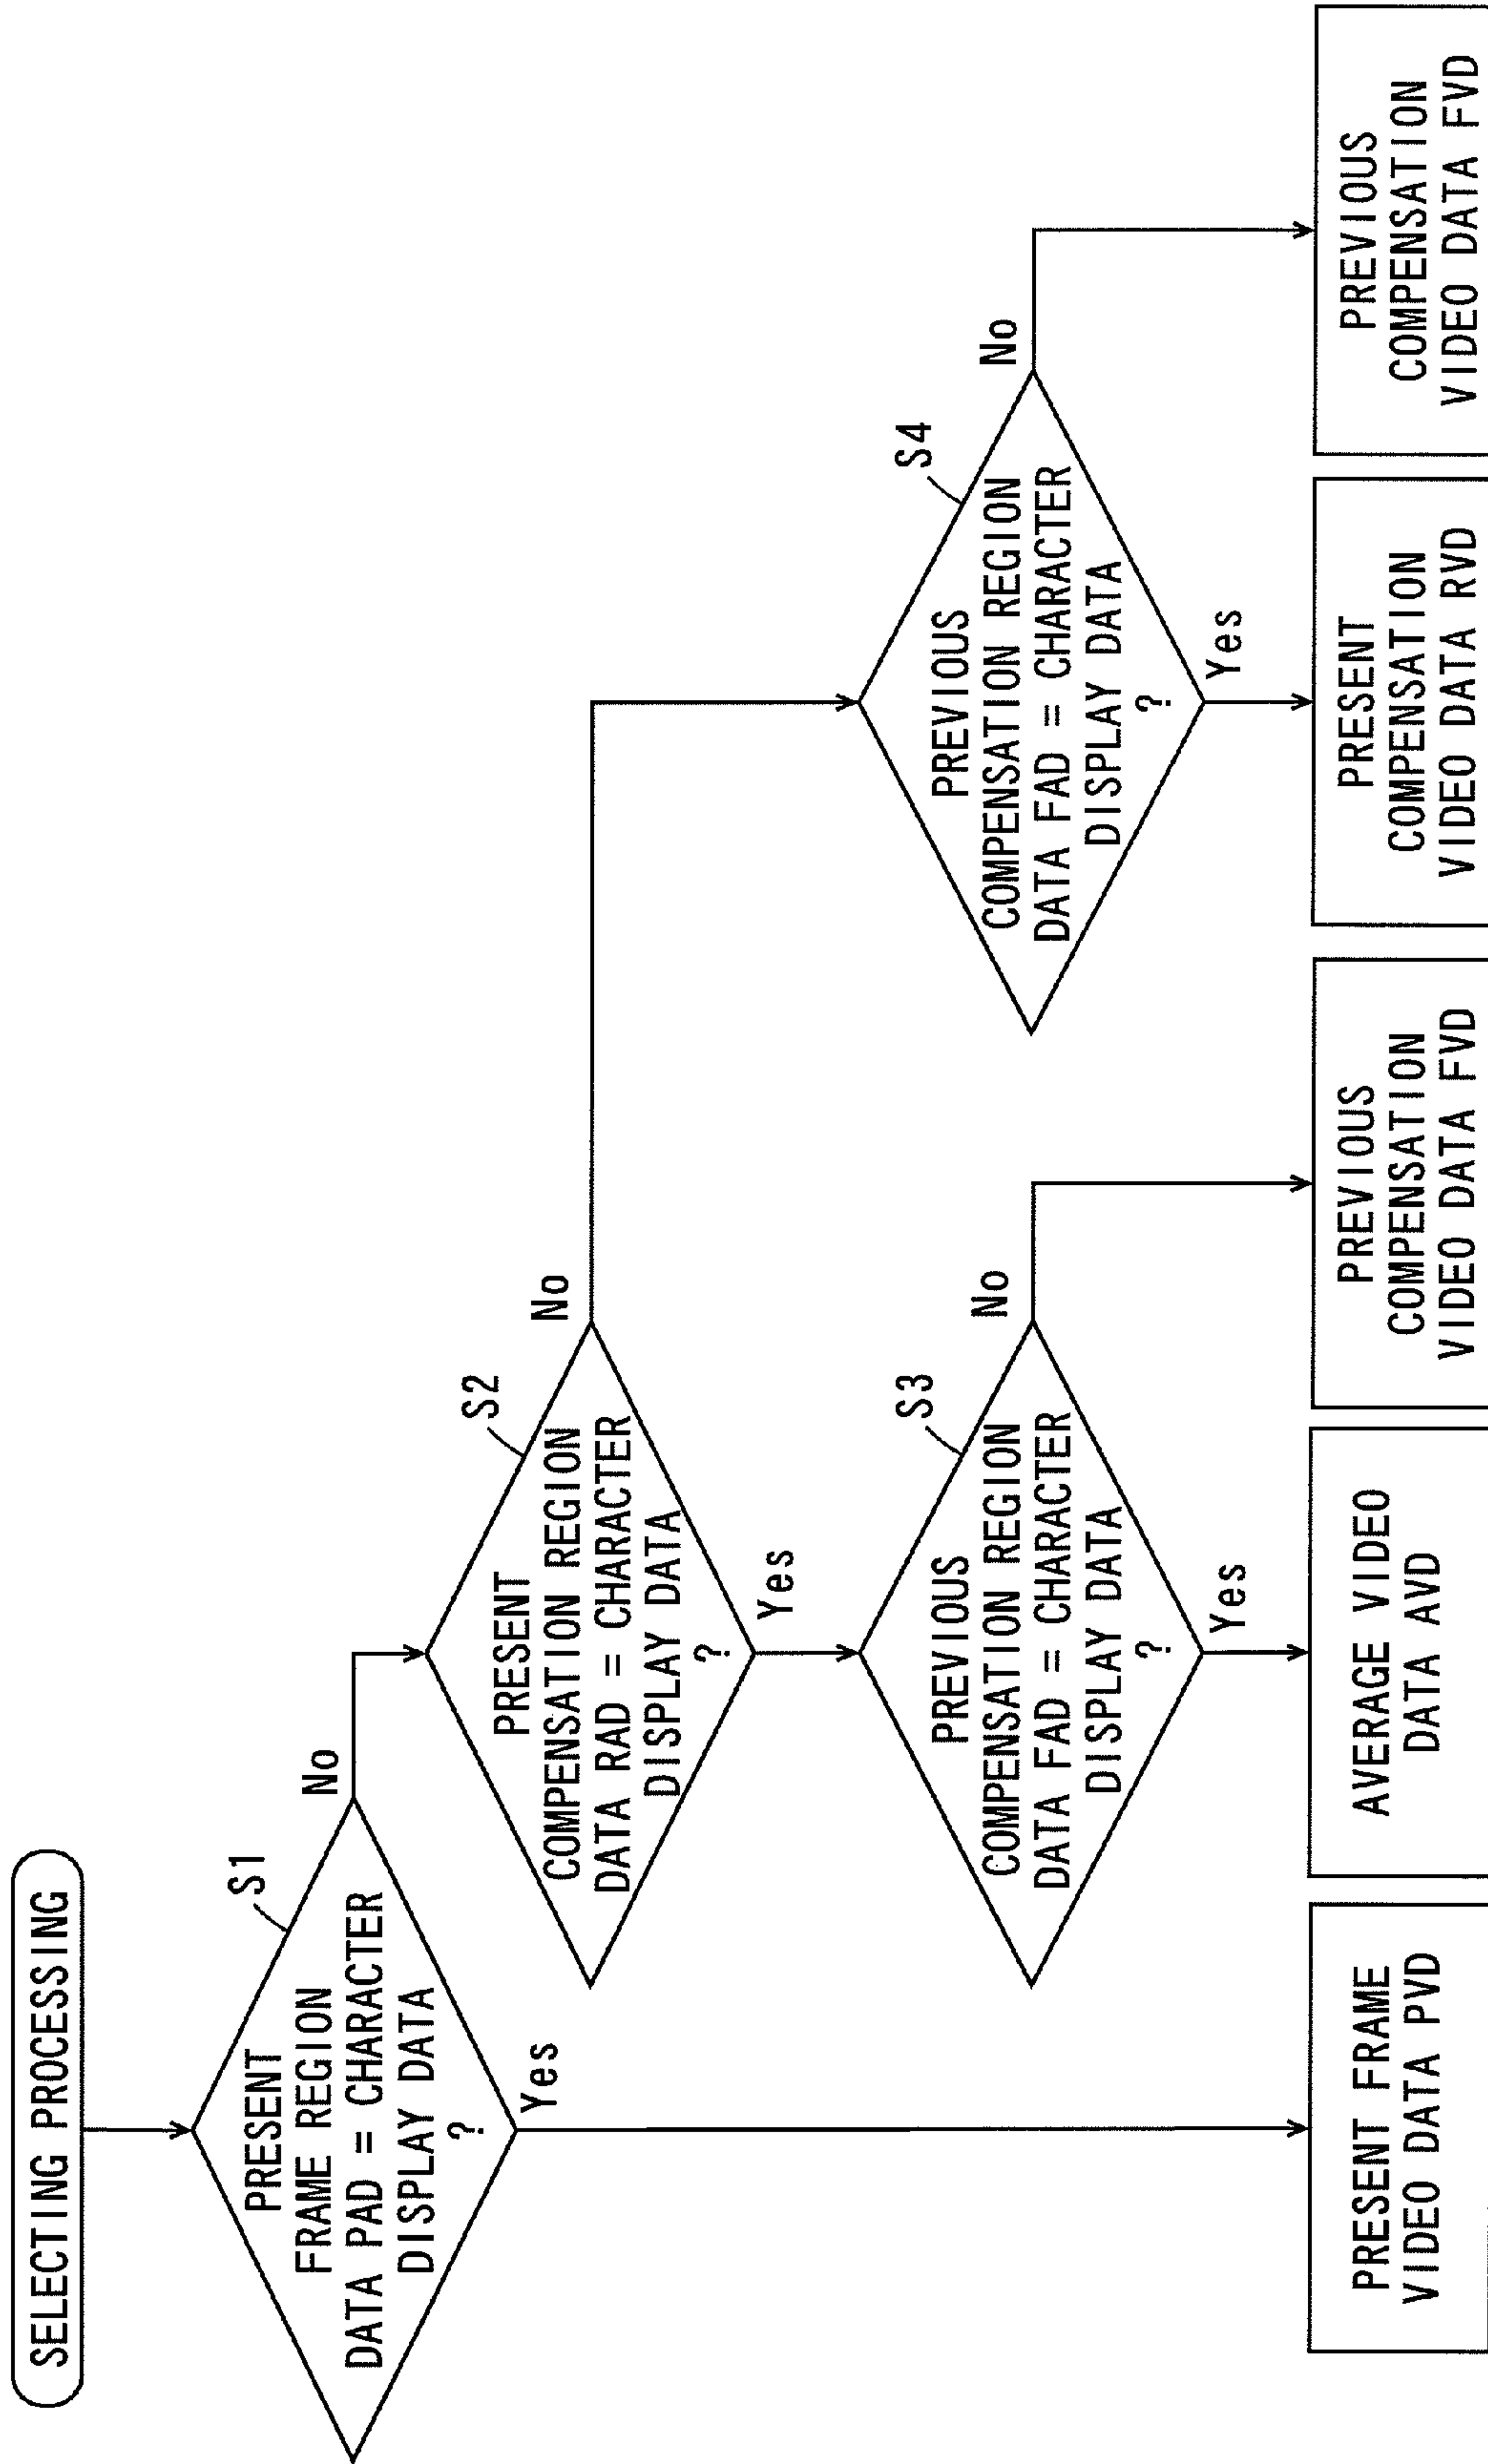 SELECTING PROCESSING
S1
PRESENT
FRAME REGION
DATA PAD = CHARACTER
DISPLAY DATA
?
No
Yes
S2
PRESENT
COMPENSATION REGION
DATA RAD = CHARACTER
DISPLAY DATA
?
No
Yes
S3
PREVIOUS
COMPENSATION REGION
DATA FAD = CHARACTER
DISPLAY DATA
?
No
Yes
S4
PREVIOUS
COMPENSATION REGION
DATA FAD = CHARACTER
DISPLAY DATA
?
No
Yes
PRESENT FRAME
VIDEO DATA PVD
AVERAGE VIDEO
DATA AVD
PREVIOUS
COMPENSATION
VIDEO DATA FVD
PRESENT
COMPENSATION
VIDEO DATA RVD
PREVIOUS
COMPENSATION
VIDEO DATA FVD